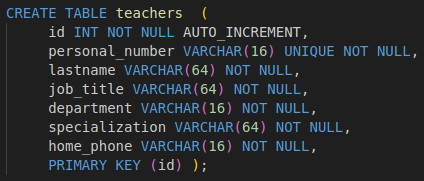 CREATE TABLE teachers  (
id INT NOT NULL AUTO_INCREMENT,
personal_number VARCHAR(16) UNIQUE NOT NULL,
lastname VARCHAR(64) NOT NULL,
job_title VARCHAR(64) NOT NULL,
department VARCHAR(16) NOT NULL,
specialization VARCHAR(64) NOT NULL,
home_phone VARCHAR(16) NOT NULL,
PRIMARY KEY (id) );